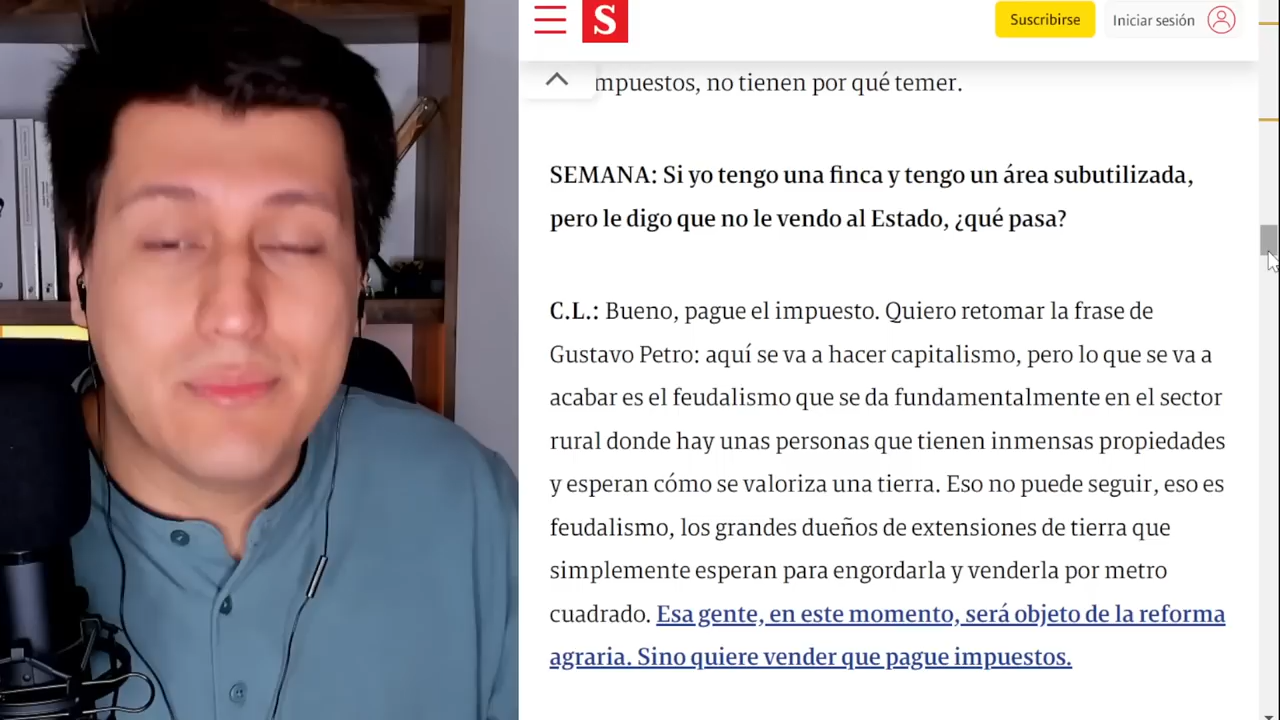 S
Suscribirse
Iniciar sesión
mpuestos, no tienen por qué temer.
SEMANA: Si yo tengo una finca y tengo un área subutilizada,
pero le digo que no le vendo al Estado, ¿qué pasa?
C.L.: Bueno, pague el impuesto. Quiero retomar la frase de
Gustavo Petro: aquí se va a hacer capitalismo, pero lo que se va a
acabar es el feudalismo que se da fundamentalmente en el sector
rural donde hay unas personas que tienen inmensas propiedades
y esperan cómo se valoriza una tierra. Eso no puede seguir, eso es
feudalismo, los grandes dueños de extensiones de tierra que
simplemente esperan para engordarla y venderla por metro
cuadrado. Esa gente, en este momento, será objeto de la reforma
agraria. Sino quiere vender que pague impuestos.